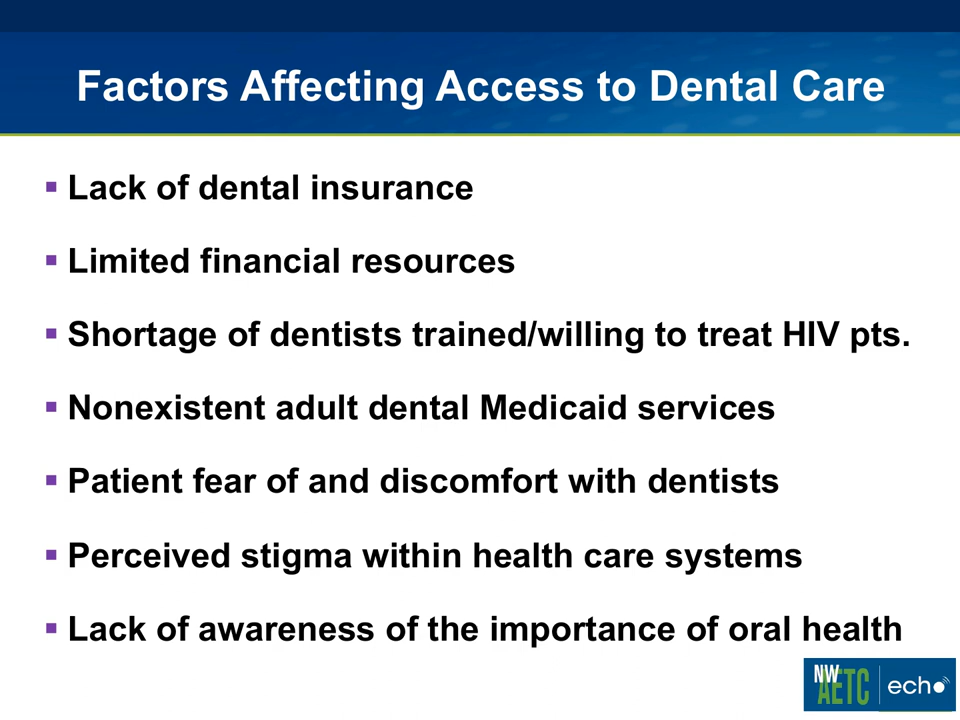 Factors Affecting Access to Dental Care
▪ Lack of dental insurance
▪ Limited financial resources
▪ Shortage of dentists trained/willing to treat HIV pts.
▪ Nonexistent adult dental Medicaid services
▪ Patient fear of and discomfort with dentists
▪ Perceived stigma within health care systems
▪ Lack of awareness of the importance of oral health
NW AETC echo